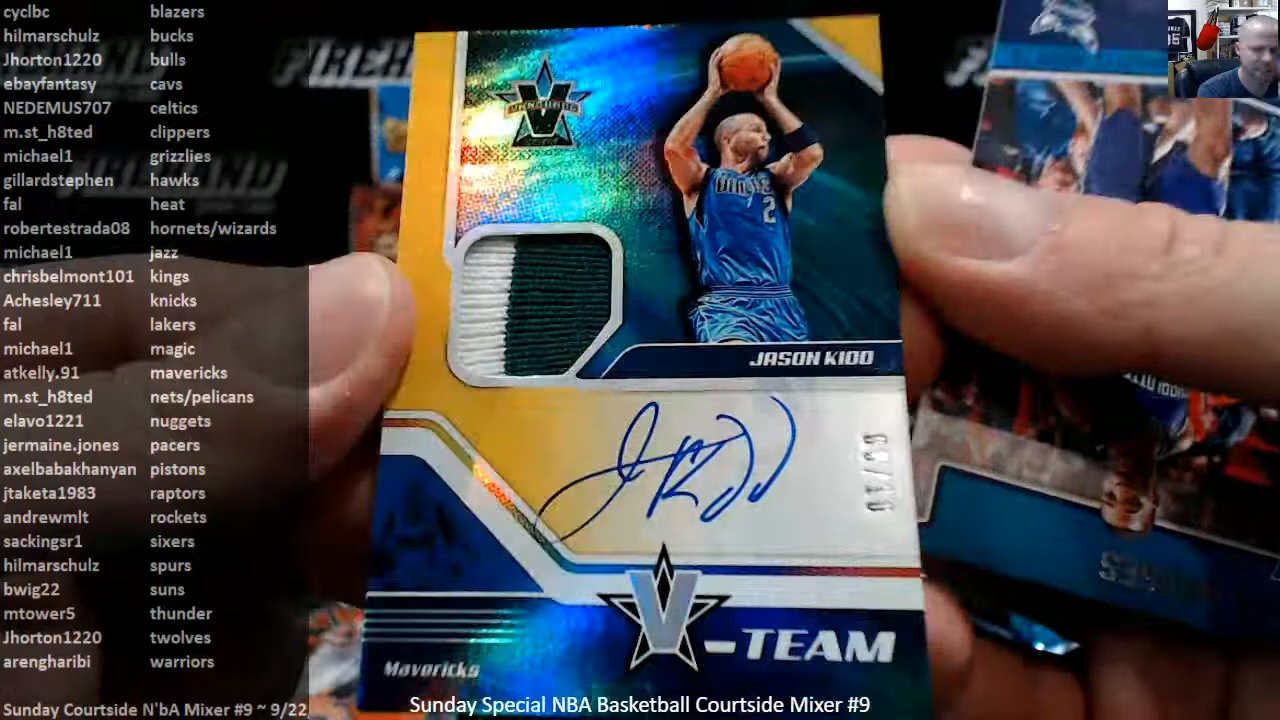 cyclbc blazers
hilmarschulz bucks
Jhorton1220 bulls
ebayfantasy cavs
NEDEMUS707 celtics
m.st_h8ted clippers
michael1 grizzlies
gillardstephen hawks
fal heat
robertestrada08 hornets/wizards
michael1 jazz
chrisbelmont101 kings
Achesley711 knicks
fal lakers
michael1 magic
atkelly.91 mavericks
m.st_h8ted nets/pelicans
elavo1221 nuggets
jermaine.jones pacers
axelbabakhanyan pistons
jtaketa1983 raptors
andrewmlt rockets
sackingsr1 sixers
hilmarschulz spurs
bwig22 suns
mtower5 thunder
Jhorton1220 twolves
arengharibi warriors
Sunday Courtside N'bA Mixer #9 ~ 9/22
VANGUARD
V
2
JASON KIDD
V-TEAM
Mavericks
Sunday Special NBA Basketball Courtside Mixer #9